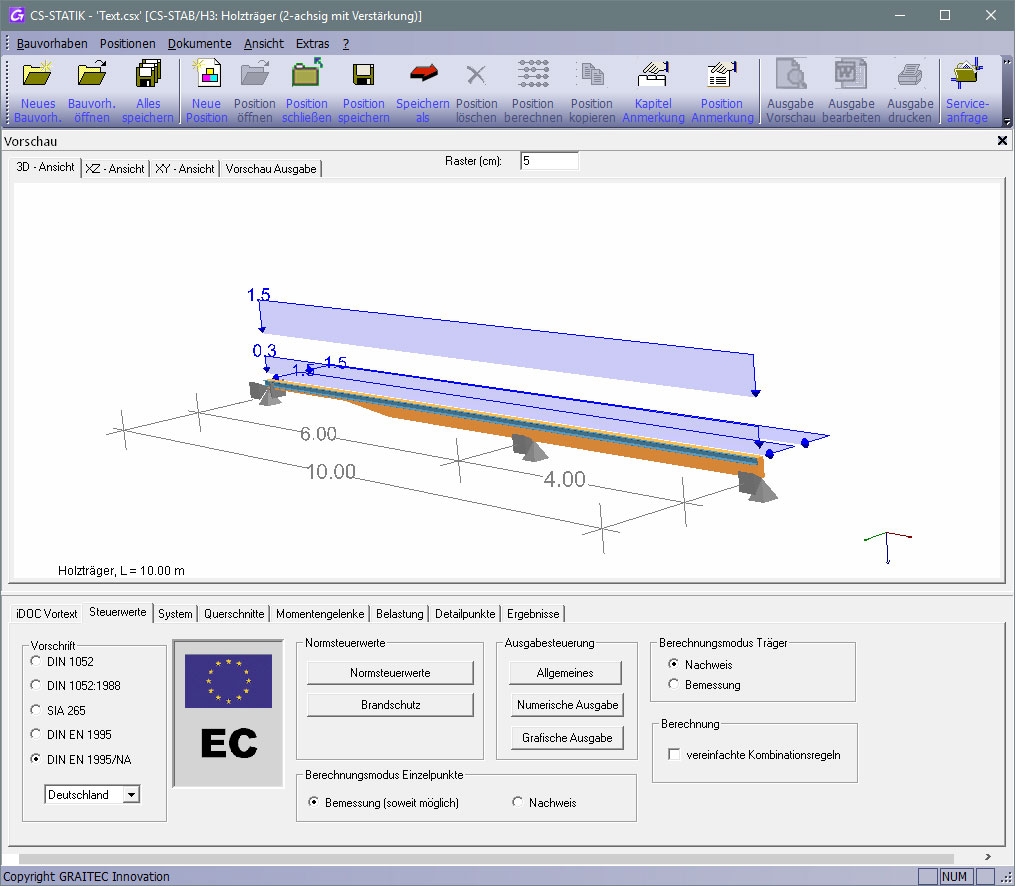 CS-STATIK - 'Text.csx' [CS-STAB/H3: Holzträger (2-achsig mit Verstärkung)]
Bauvorhaben Positionen Dokumente Ansicht Extras ?
Neues Bauvorh. Position Alles Neue Position Position Position Speichern Position Position Position Kapitel Position Ausgabe Ausgabe Ausgabe Service-
Bauvorh. öffnen speichern Position öffnen schließen speichern als löschen berechnen kopieren Anmerkung Anmerkung Vorschau bearbeiten drucken anfrage
Vorschau
3D - Ansicht XZ - Ansicht XY - Ansicht Vorschau Ausgabe Raster (cm): 5
1.5
0.3
1.5 1.5
6.00
10.00
4.00
Holzträger, L = 10.00 m
iDOC Vortext Steuerwerte System Querschnitte Momentengelenke Belastung Detailpunkte Ergebnisse
Vorschrift
DIN 1052
DIN 1052:1988
SIA 265
DIN EN 1995
DIN EN 1995/NA
Deutschland
EC
Normsteuerwerte
Normsteuerwerte
Brandschutz
Ausgabesteuerung
Allgemeines
Numerische Ausgabe
Grafische Ausgabe
Berechnungsmodus Träger
Nachweis
Bemessung
Berechnung
vereinfachte Kombinationsregeln
Berechnungsmodus Einzelpunkte
Bemessung (soweit möglich) Nachweis
Copyright GRAITEC Innovation NUM